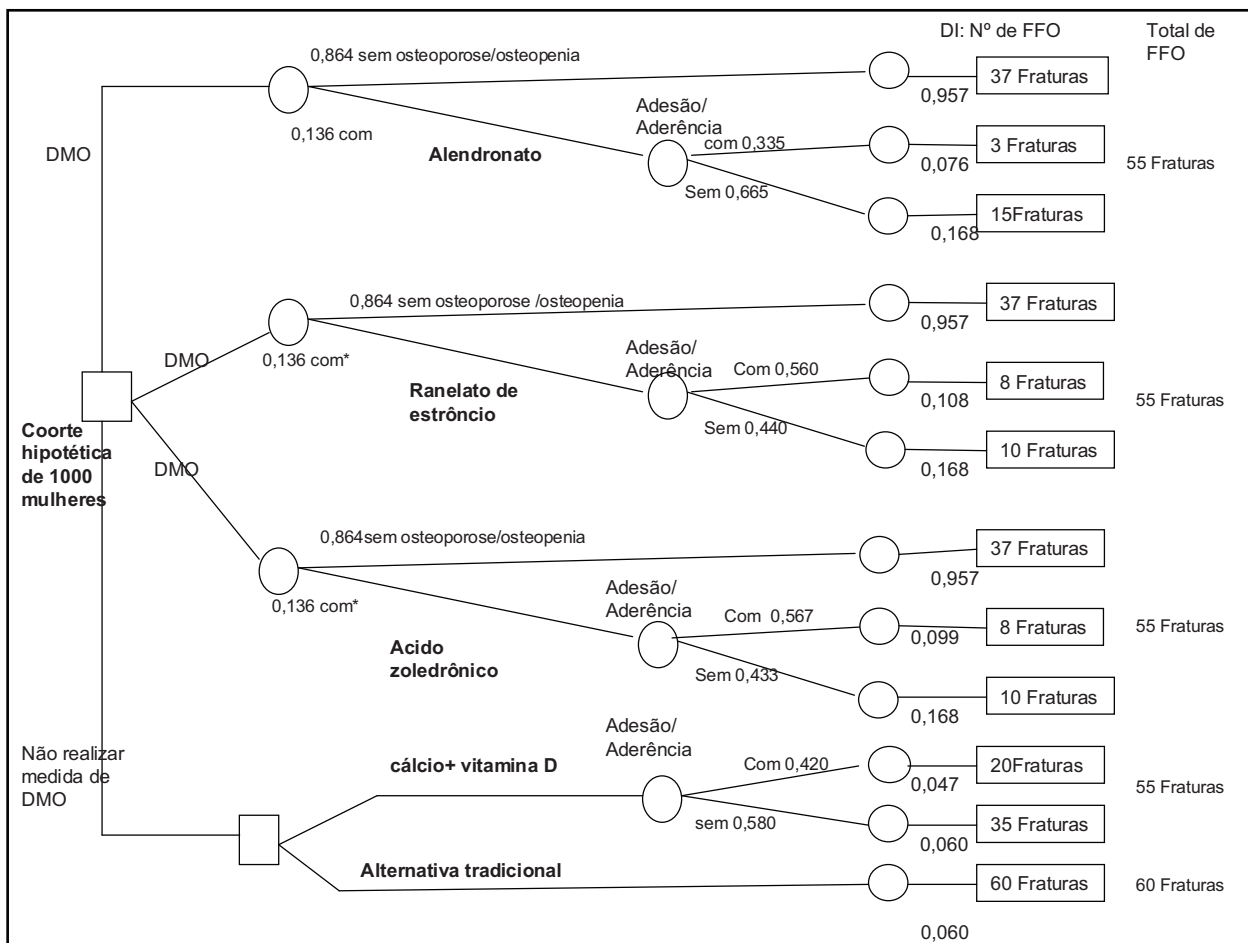 DI: Nº de FFO
Total de
FFO
0,864 sem osteoporose/osteopenia
37 Fraturas
0,957
Adesão/
Aderência
0,136 com
DMO
Alendronato
com 0,335
3 Fraturas
0,076
55 Fraturas
Sem 0,665
15Fraturas
0,168
0,864 sem osteoporose /osteopenia
37 Fraturas
0,957
DMO
0,136 com*
Adesão/
Aderência
Com 0,560
8 Fraturas
0,108
55 Fraturas
Ranelato de
estrôncio
Sem 0,440
10 Fraturas
0,168
Coorte
hipotética
de 1000
mulheres
DMO
0,864sem osteoporose/osteopenia
37 Fraturas
0,957
0,136 com*
Adesão/
Aderência
Com 0,567
8 Fraturas
0,099
55 Fraturas
Acido
zoledrônico
Sem 0,433
10 Fraturas
0,168
Não realizar
medida de
DMO
Adesão/
Aderência
cálcio+ vitamina D
Com 0,420
20Fraturas
0,047
55 Fraturas
sem 0,580
35 Fraturas
0,060
Alternativa tradicional
60 Fraturas
60 Fraturas
0,060